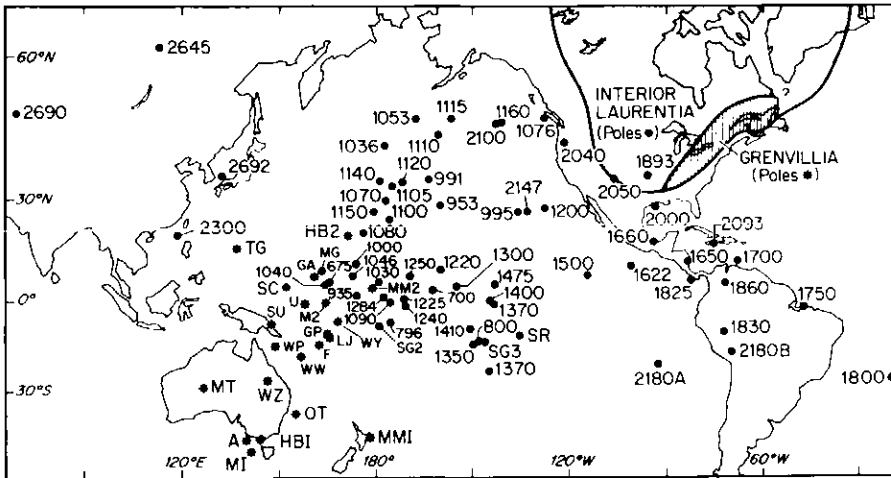 60°N
2645
2690
1053
1115
1160
INTERIOR
LAURENTIA
(Poles •)
?
1110
2100
1076
GRENVILLIA
(Poles *)
1036
1120
2040
1893
2692
1140
991
2050
30°N
1070
1105
2147
1150
1100
953
995
1200
2000
2300
HB2
1080
1660
2093
TG
MG
1000
1300
GA
675
1046
1250
1220
1475
1500
1650
1700
1040
1030
1622
SC
935
MM2
700
1400
1825
1860
0°
U
1284
1225
1370
1750
M2
1090
1240
SU
GP
796
1410
800
SR
1830
WP
F
LJ
WY
SG2
1350
SG3
2180B
WW
1370
2180A
1800
30°S
MT
WZ
OT
A
HBI
MMI
MI
120°E
180°
120°W
60°W